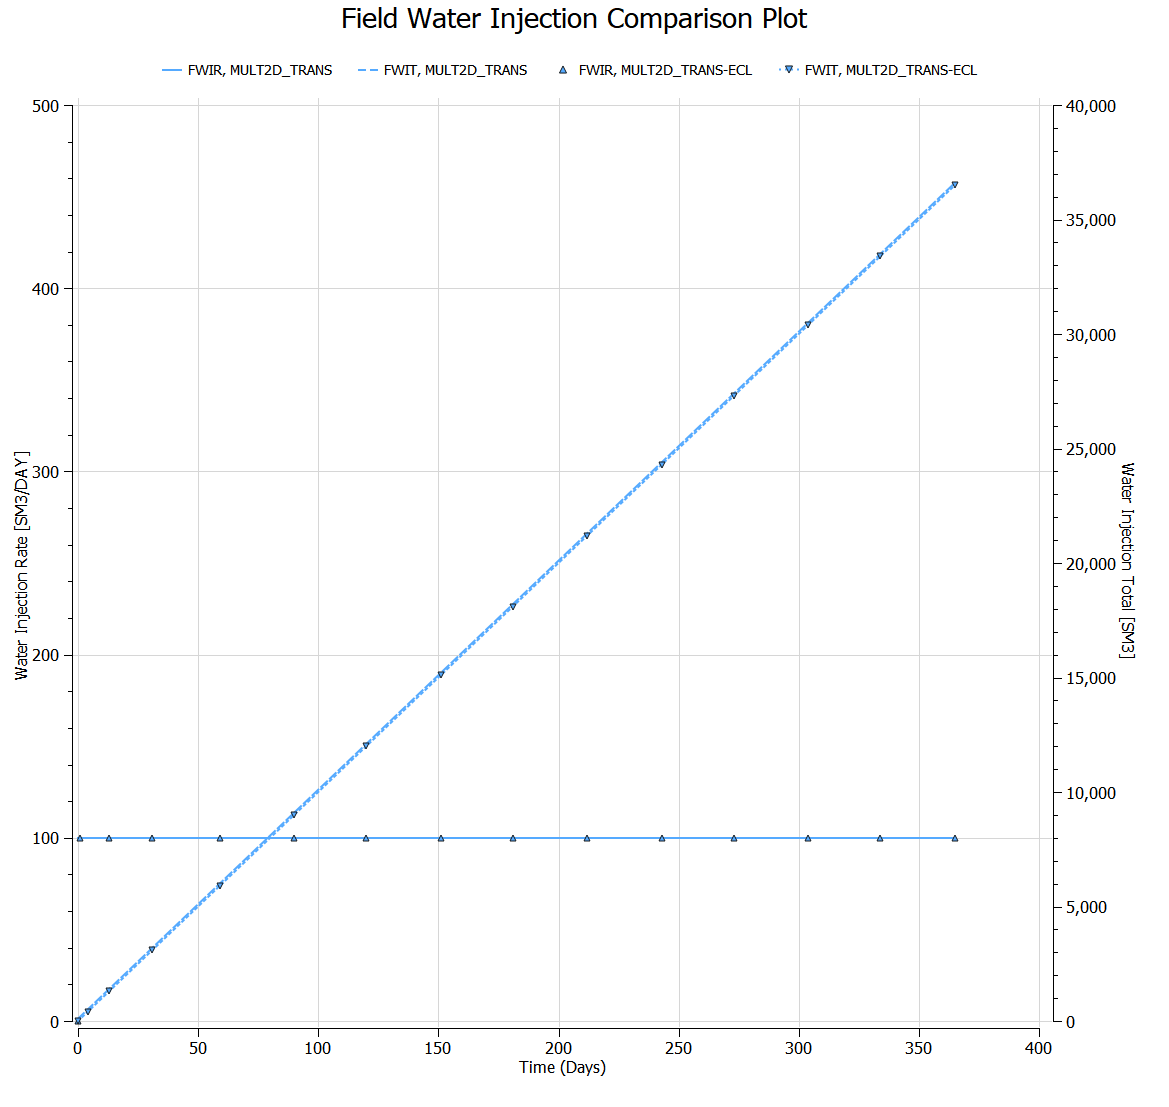 Field Water Injection Comparison Plot
FWIR, MULT2D_TRANS FWIT, MULT2D_TRANS FWIR, MULT2D_TRANS-ECL FWIT, MULT2D_TRANS-ECL
500
400
300
200
100
0
Water Injection Rate [SM3/DAY]
40,000
35,000
30,000
25,000
20,000
15,000
10,000
5,000
0
Water Injection Total [SM3]
0 50 100 150 200 250 300 350 400
Time (Days)